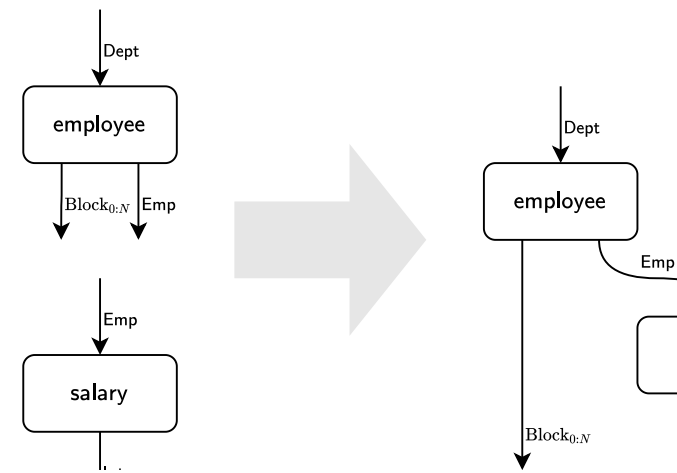 Dept
employee
Block₀:N Emp
Emp
salary
Dept
employee
Emp
Block₀:N